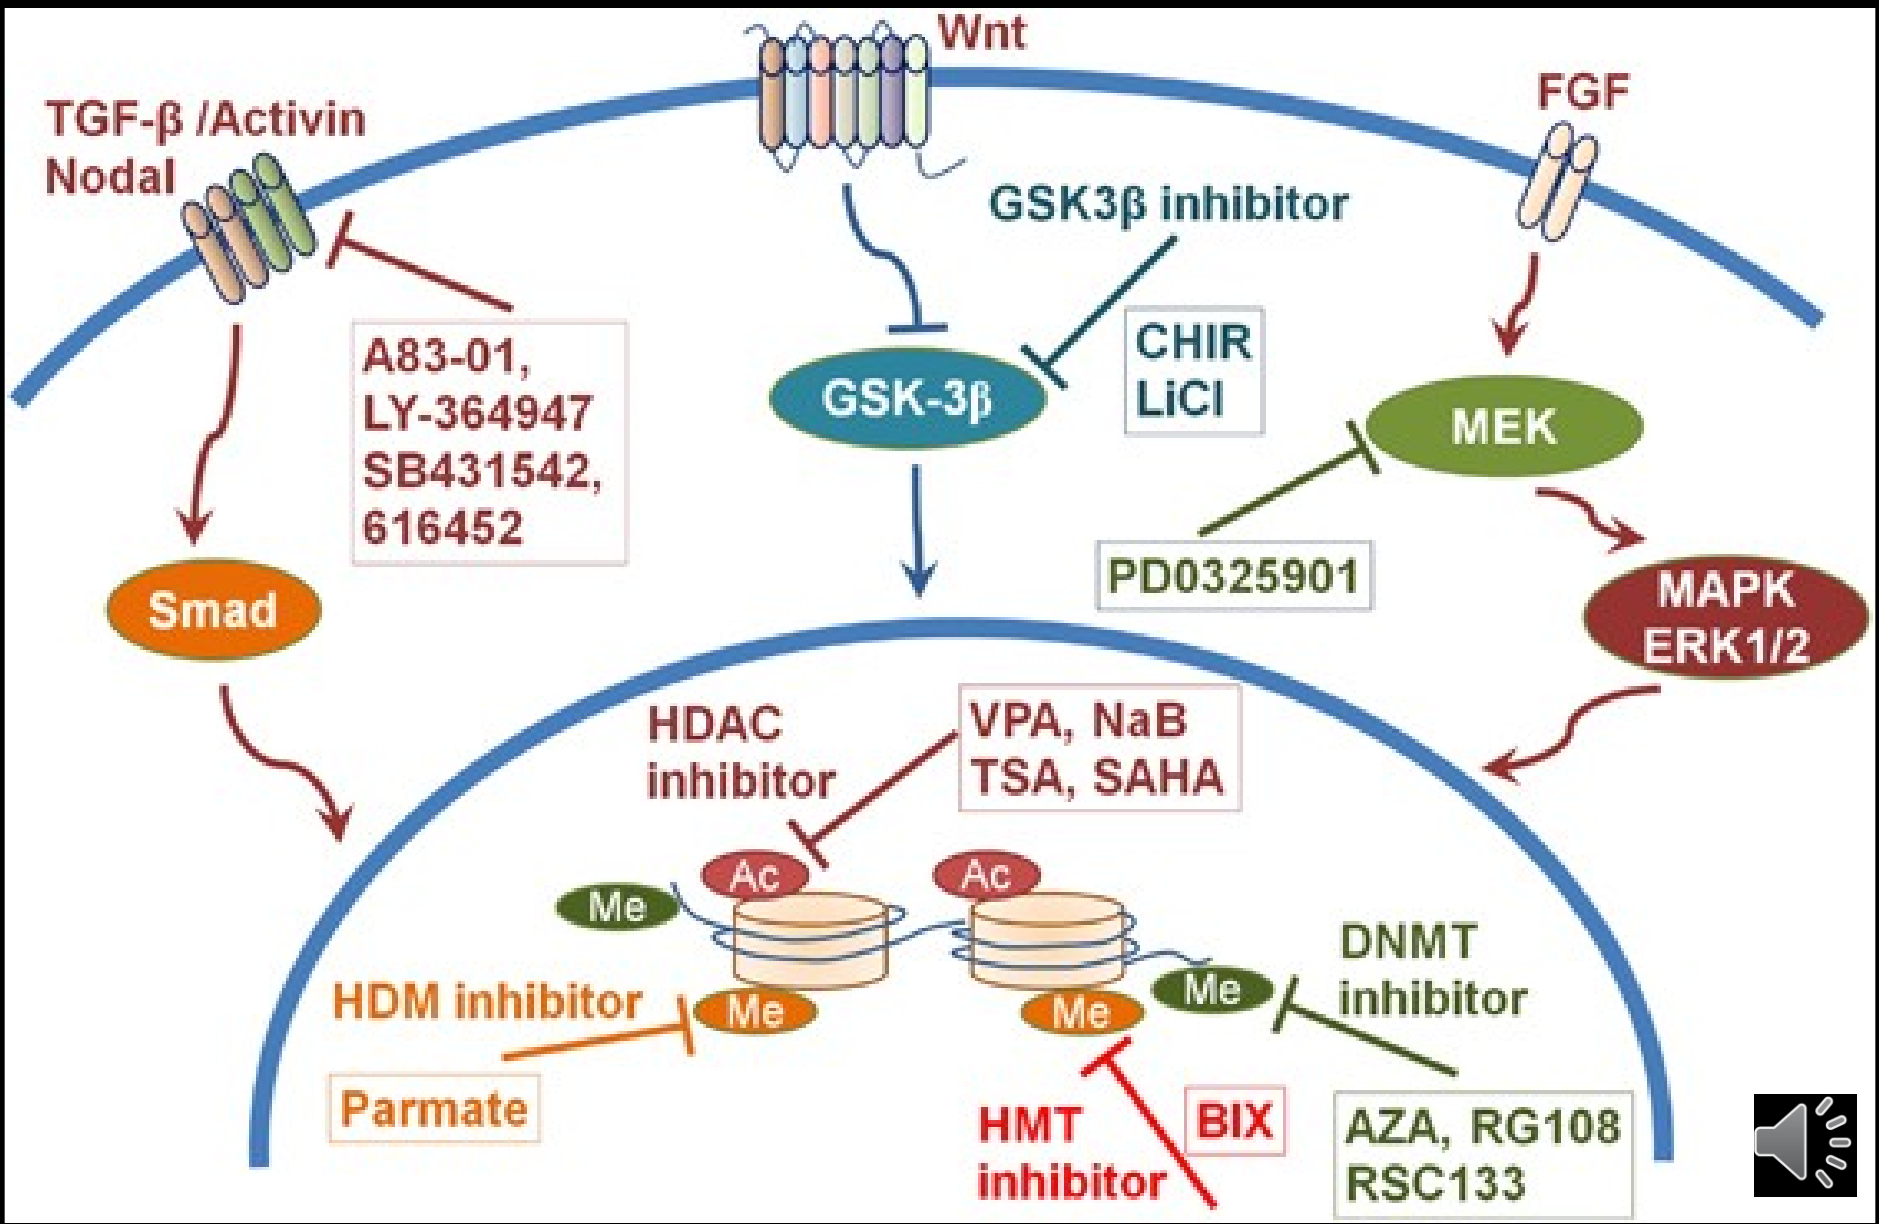 Wnt
TGF-β /Activin
Nodal
FGF
GSK3β inhibitor
A83-01,
LY-364947
SB431542,
616452
GSK-3β
CHIR
LiCl
MEK
PD0325901
Smad
MAPK
ERK1/2
HDAC
inhibitor
VPA, NaB
TSA, SAHA
Ac
Ac
Me
HDM inhibitor
Me
Me
Me
DNMT
inhibitor
Parmate
HMT
inhibitor
BIX
AZA, RG108
RSC133